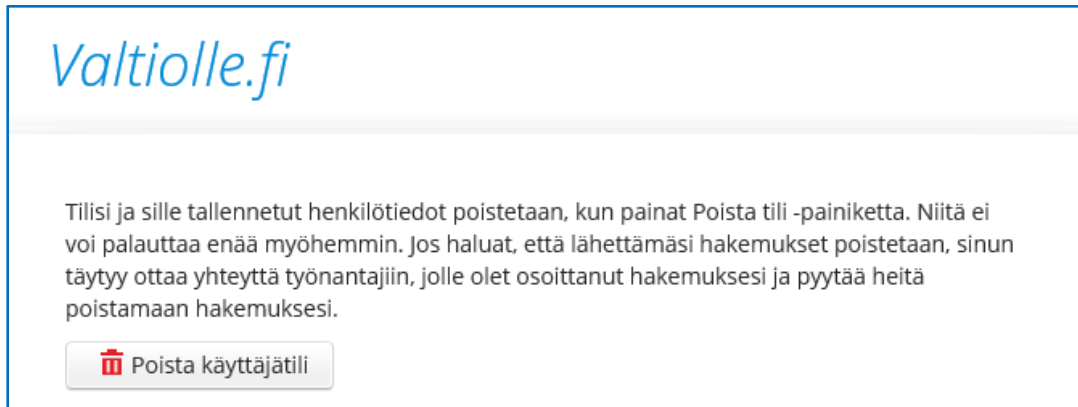 Valtiolle.fi
Tilisi ja sille tallennetut henkilötiedot poistetaan, kun painat Poista tili -painiketta. Niitä ei
voi palauttaa enää myöhemmin. Jos haluat, että lähettämäsi hakemukset poistetaan, sinun
täytyy ottaa yhteyttä työnantajiin, jolle olet osoittanut hakemuksesi ja pyytää heitä
poistamaan hakemuksesi.
Poista käyttäjätili